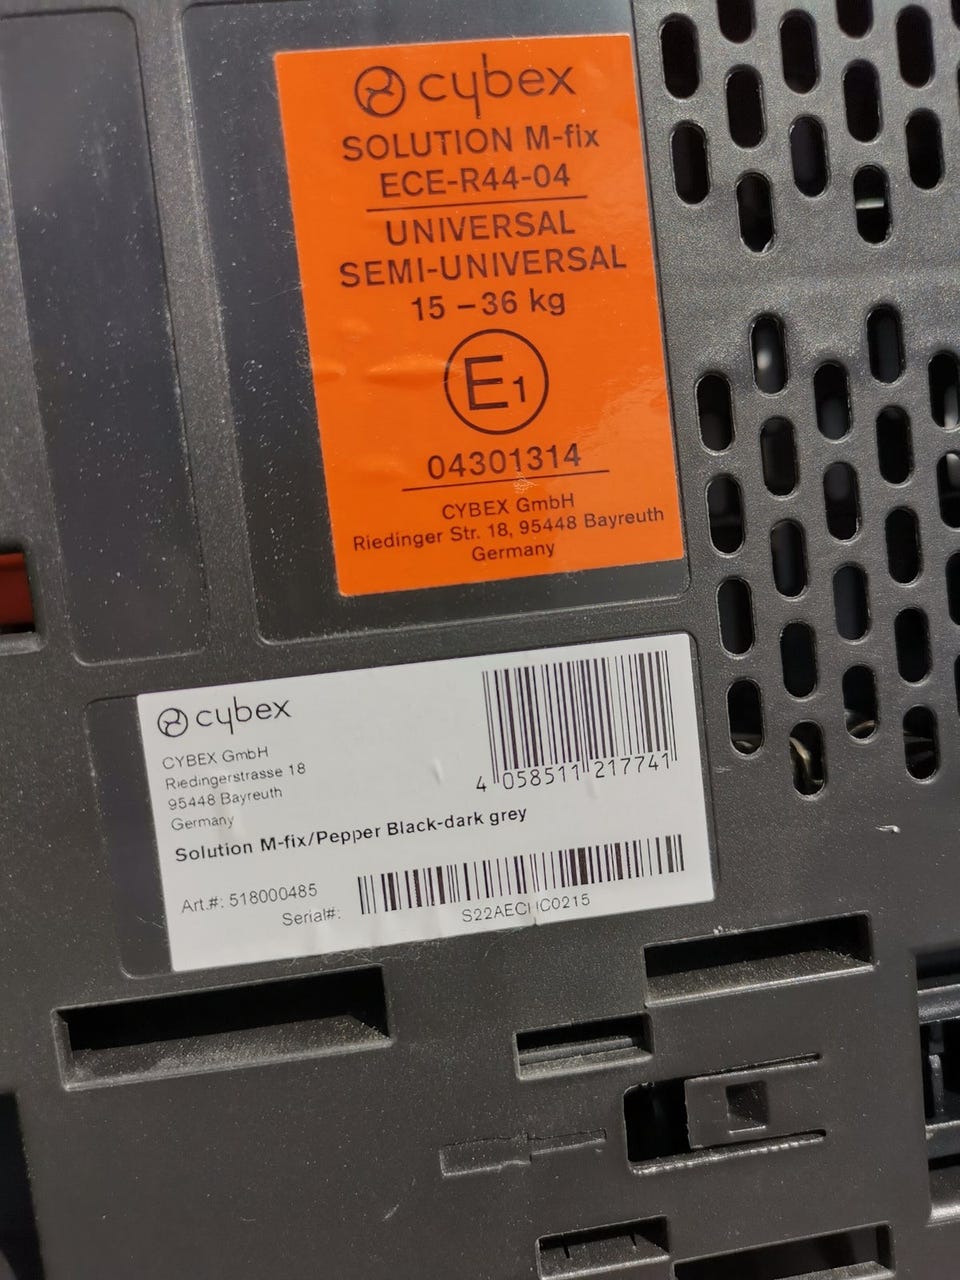 cybex
SOLUTION M-fix
ECE-R44-04
UNIVERSAL
SEMI-UNIVERSAL
15 – 36 kg
E1
04301314
CYBEX GmbH
Riedinger Str. 18, 95448 Bayreuth
Germany
cybex
CYBEX GmbH
Riedingerstrasse 18
95448 Bayreuth
Germany
4 058511 217741
Solution M-fix/Pepper Black-dark grey
Art.#: 518000485
Serial#: